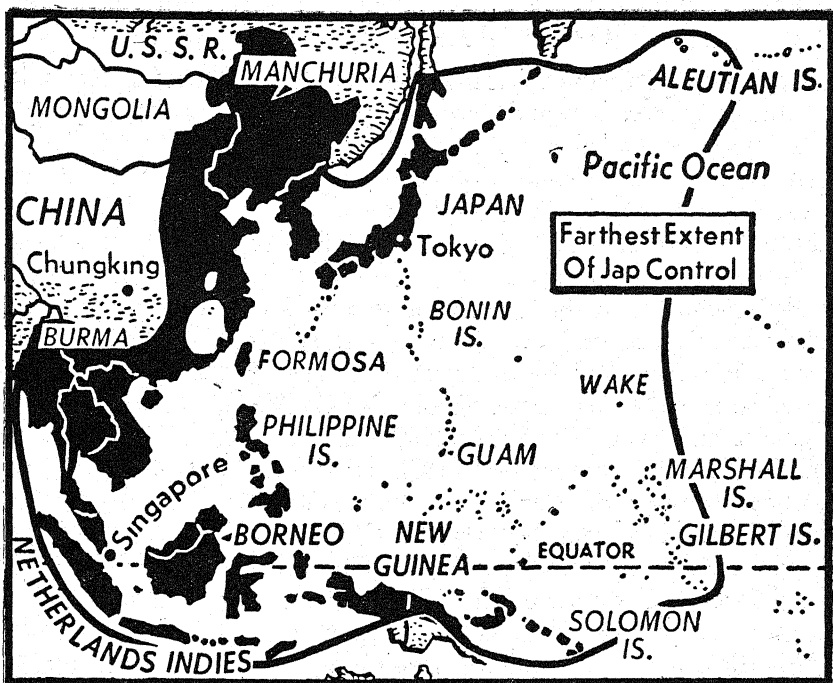 U.S.S.R.
MANCHURIA
ALEUTIAN IS.
MONGOLIA
Pacific Ocean
CHINA
JAPAN
Farthest Extent
Of Jap Control
Tokyo
Chungking
BONIN
IS.
BURMA
FORMOSA
WAKE
PHILIPPINE
IS.
GUAM
MARSHALL
IS.
Singapore
BORNEO
NEW
GUINEA
EQUATOR
GILBERT IS.
NETHERLANDS INDIES
SOLOMON
IS.